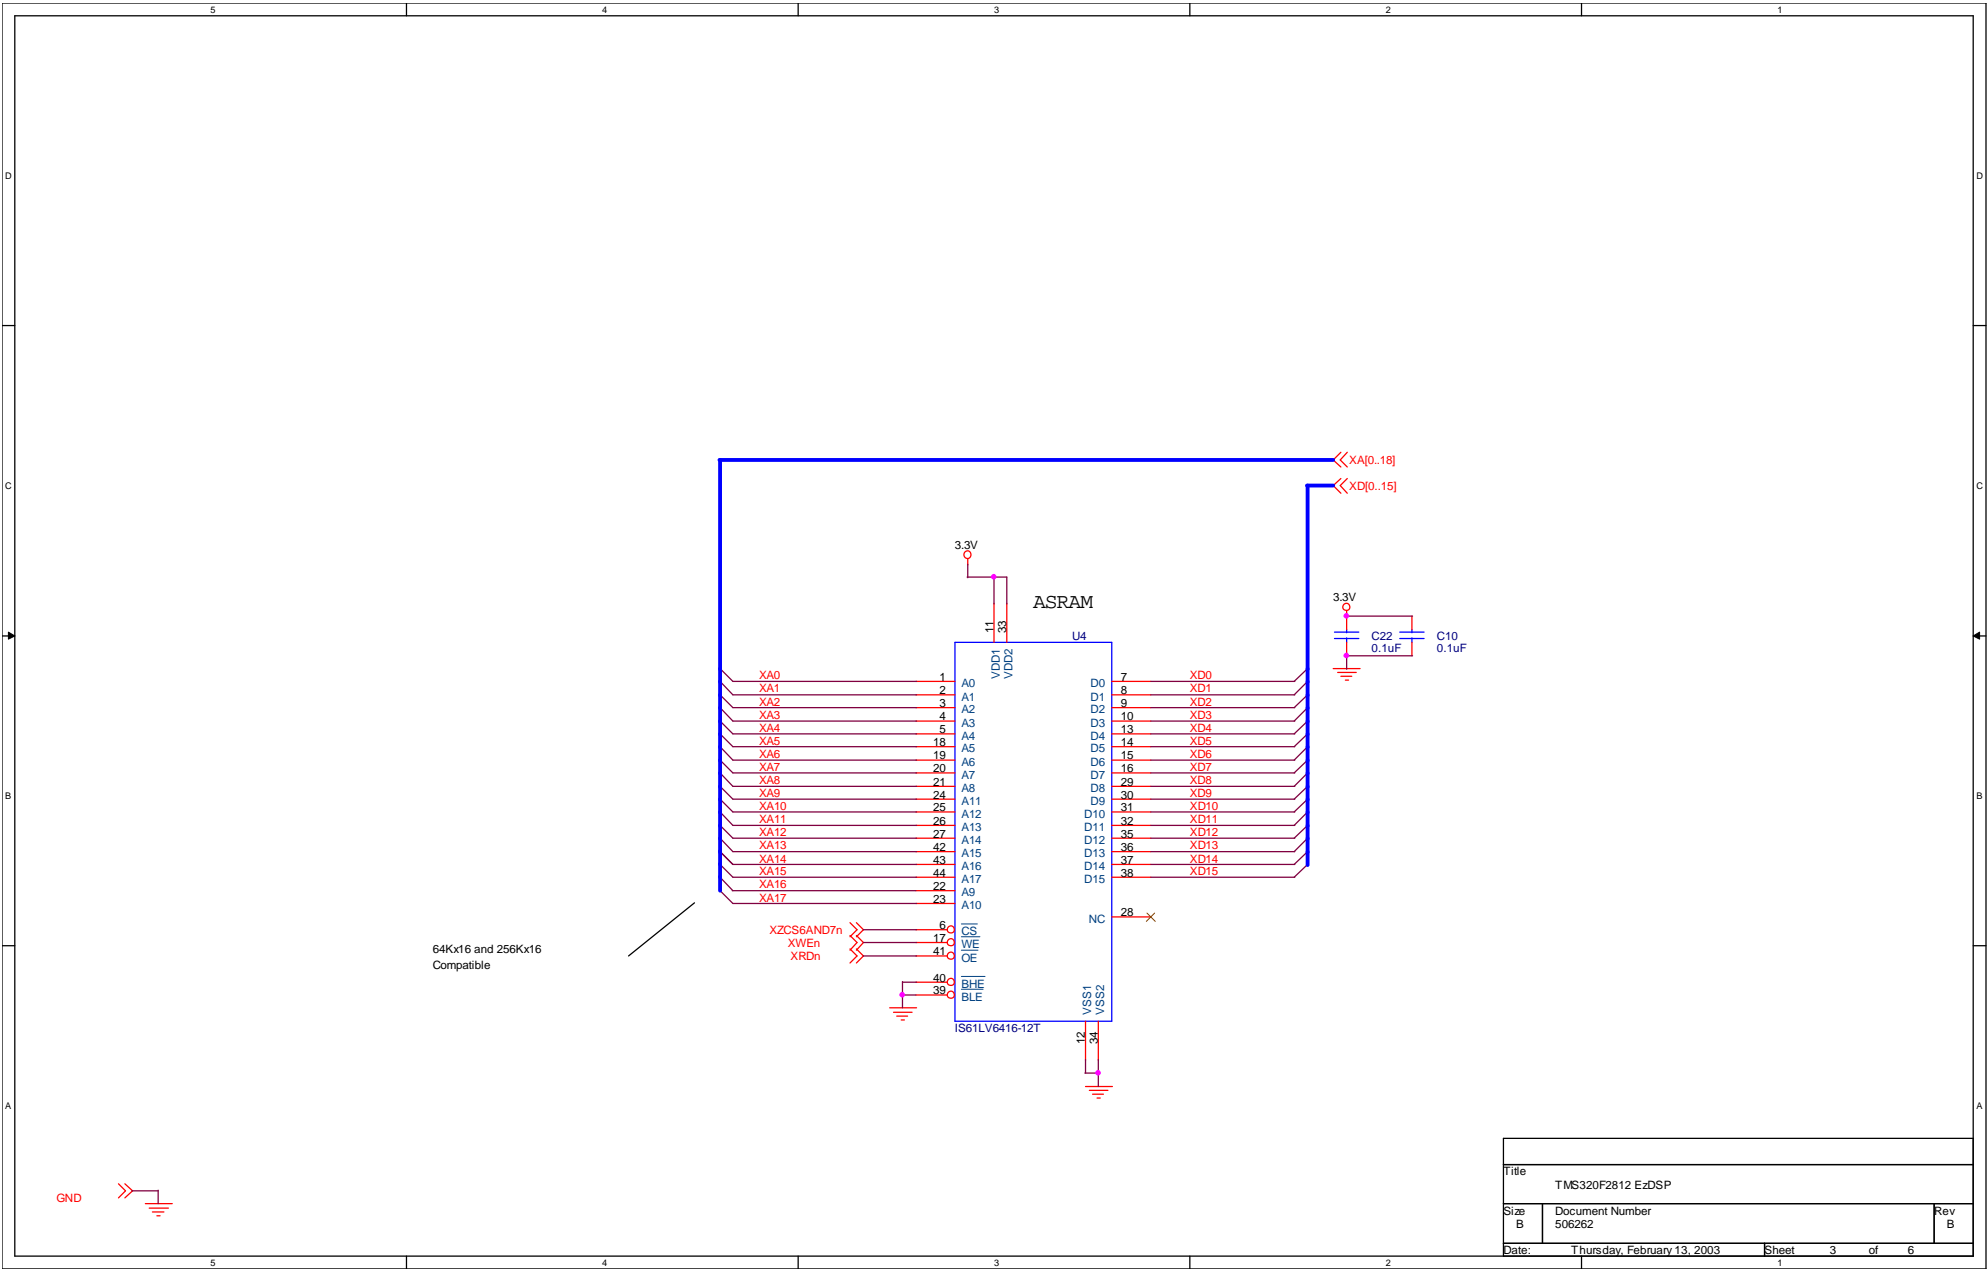 5 4 3 2 1
D D
C C
B B
A A
XA[0..18]
XD[0..15]
3.3V
ASRAM
3.3V
C22
0.1uF
C10
0.1uF
U4
11 33
VDD1 VDD2
XA0 1 A0 D0 7 XD0
XA1 2 A1 D1 8 XD1
XA2 3 A2 D2 9 XD2
XA3 4 A3 D3 10 XD3
XA4 5 A4 D4 13 XD4
XA5 18 A5 D5 14 XD5
XA6 19 A6 D6 15 XD6
XA7 20 A7 D7 16 XD7
XA8 21 A8 D8 29 XD8
XA9 24 A11 D9 30 XD9
XA10 25 A12 D10 31 XD10
XA11 26 A13 D11 32 XD11
XA12 27 A14 D12 35 XD12
XA13 42 A15 D13 36 XD13
XA14 43 A16 D14 37 XD14
XA15 44 A17 D15 38 XD15
XA16 22 A9
XA17 23 A10
NC 28
XZCS6AND7n 6 CS
XWEn 17 WE
XRDn 41 OE
40 BHE
39 BLE
VSS1 VSS2
12 34
IS61LV6416-12T
64Kx16 and 256Kx16
Compatible
GND
Title
TMS320F2812 EzDSP
Size Document Number Rev
B 506262 B
Date: Thursday, February 13, 2003 Sheet 3 of 6
5 4 3 2 1